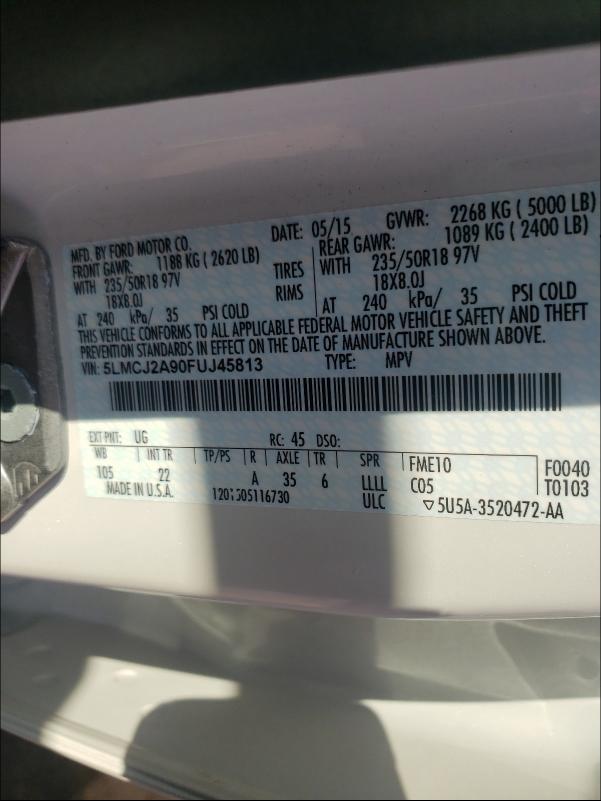 MFD. BY FORD MOTOR CO. DATE: 05/15 GVWR: 2268 KG ( 5000 LB)
FRONT GAWR: 1188 KG ( 2620 LB) REAR GAWR: 1089 KG ( 2400 LB)
WITH 235/50R18 97V TIRES WITH 235/50R18 97V
18X8.0J RIMS 18X8.0J
AT 240 kPa/ 35 PSI COLD AT 240 kPa/ 35 PSI COLD
THIS VEHICLE CONFORMS TO ALL APPLICABLE FEDERAL MOTOR VEHICLE SAFETY AND THEFT
PREVENTION STANDARDS IN EFFECT ON THE DATE OF MANUFACTURE SHOWN ABOVE.
VIN: 5LMCJ2A90FUJ45813 TYPE: MPV
EXT PNT: UG RC: 45 DSO:
WB INT TR TP/PS R AXLE TR SPR FME10 F0040
105 22 A 35 6 LLLL C05 T0103
MADE IN U.S.A. 1201505116730 ULC ▽5U5A-3520472-AA